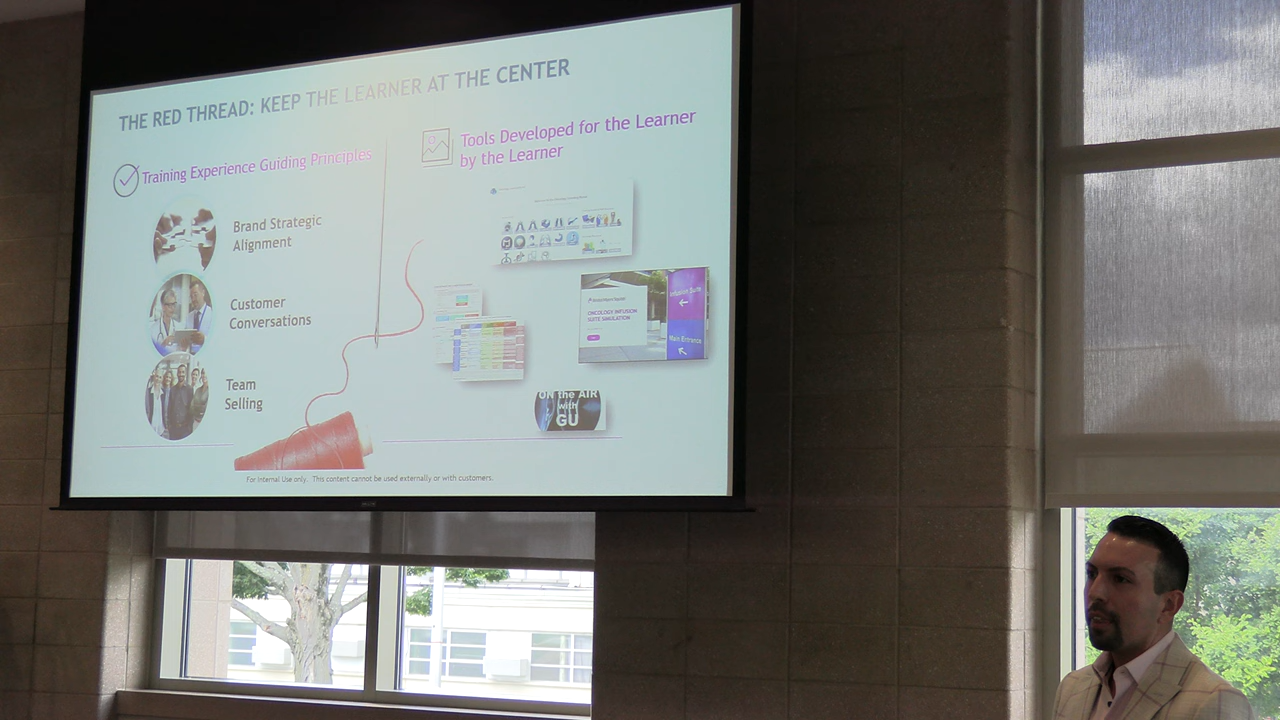 THE RED THREAD: KEEP THE LEARNER AT THE CENTER
Training Experience Guiding Principles
Brand Strategic
Alignment
Customer
Conversations
Team
Selling
Tools Developed for the Learner
by the Learner
ONCOLOGY INFUSION
SUITE SIMULATION
Infusion Suite
Main Entrance
ON the AIR
with
GU
For Internal Use only. This content cannot be used externally or with customers.